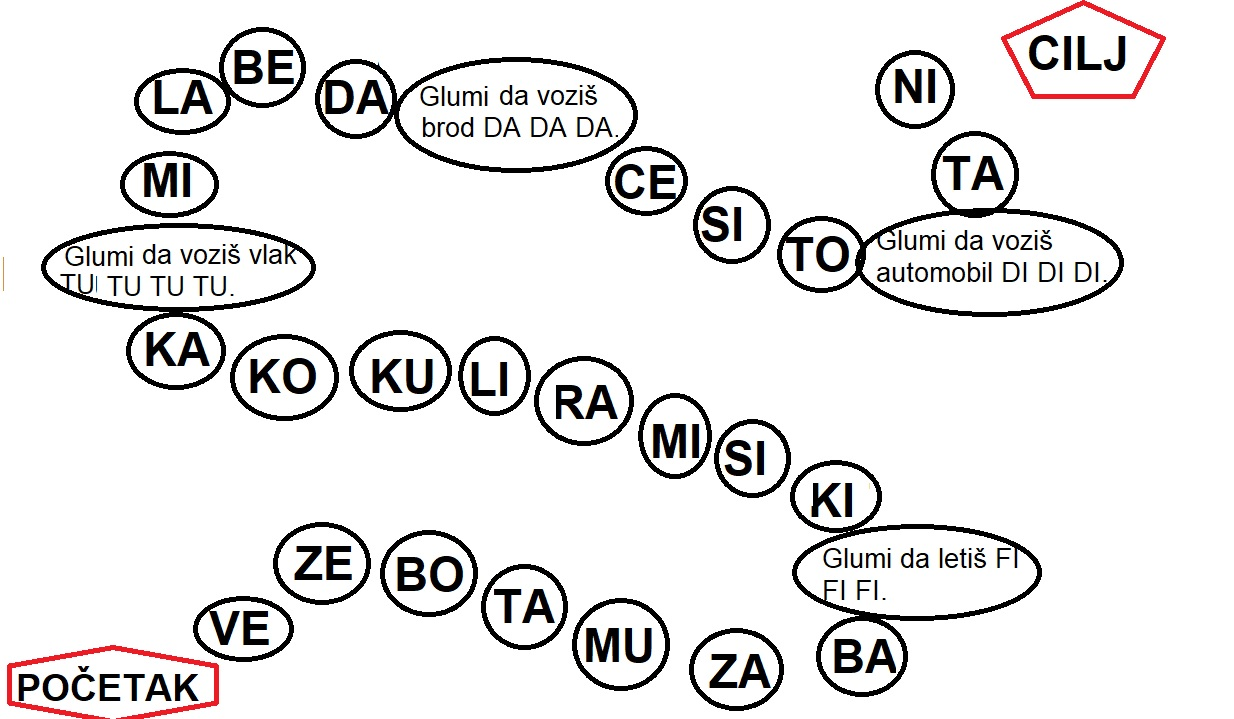 POČETAK
VE
ZE
BO
TA
MU
ZA
BA
Glumi da letiš FI
FI FI.
KI
SI
MI
RA
LI
KU
KO
KA
Glumi da voziš vlak
TU TU TU TU.
MI
LA
BE
DA
Glumi da voziš
brod DA DA DA.
CE
SI
TO
Glumi da voziš
automobil DI DI DI.
TA
NI
CILJ